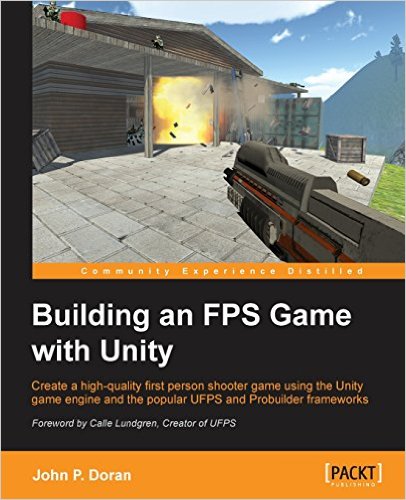 Community Experience Distilled
Building an FPS Game
with Unity
Create a high-quality first person shooter game using the Unity
game engine and the popular UFPS and Probuilder frameworks
Foreword by Calle Lundgren, Creator of UFPS
John P. Doran
[PACKT]
PUBLISHING